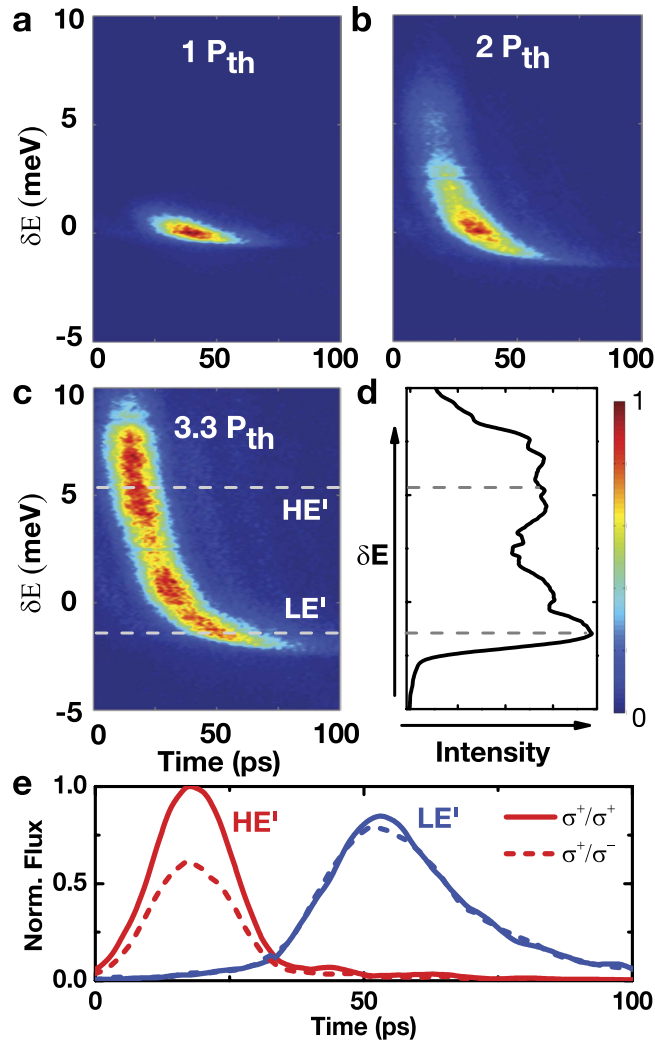 a
1 Pth
10
5
0
-5
δE (meV)
0
50
100
b
2 Pth
0
50
100
c
3.3 Pth
HE'
LE'
10
5
0
-5
δE (meV)
0
50
100
Time (ps)
d
δE
Intensity
1
0
e
HE'
LE'
σ+/σ+
σ+/σ-
1.0
0.5
0.0
Norm. Flux
0
50
100
Time (ps)